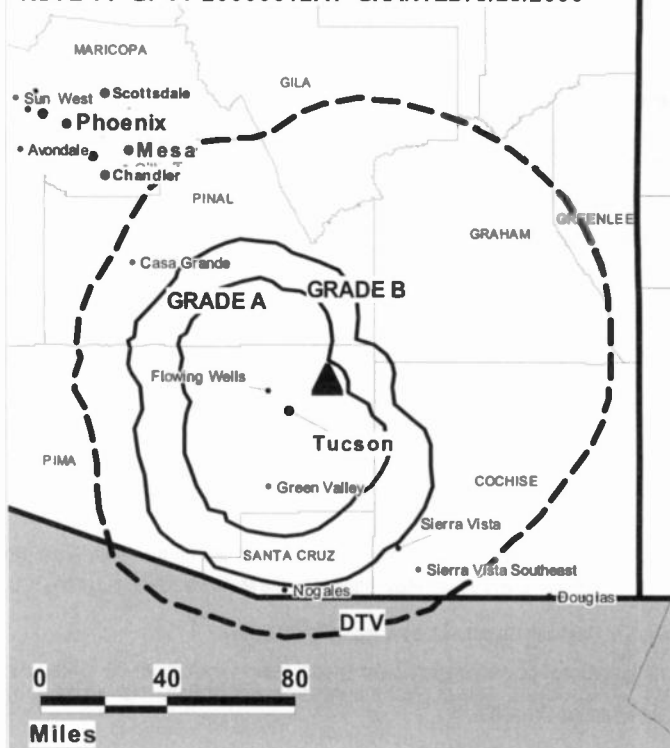 MARICOPA
GILA
Sun West
Scottsdale
Phoenix
Avondale
Mesa
Chandler
PINAL
GREENLEE
GRAHAM
Casa Grande
GRADE A
GRADE B
Flowing Wells
Tucson
PIMA
Green Valley
COCHISE
Sierra Vista
SANTA CRUZ
Sierra Vista Southeast
Nogales
Douglas
DTV
0 40 80
Miles